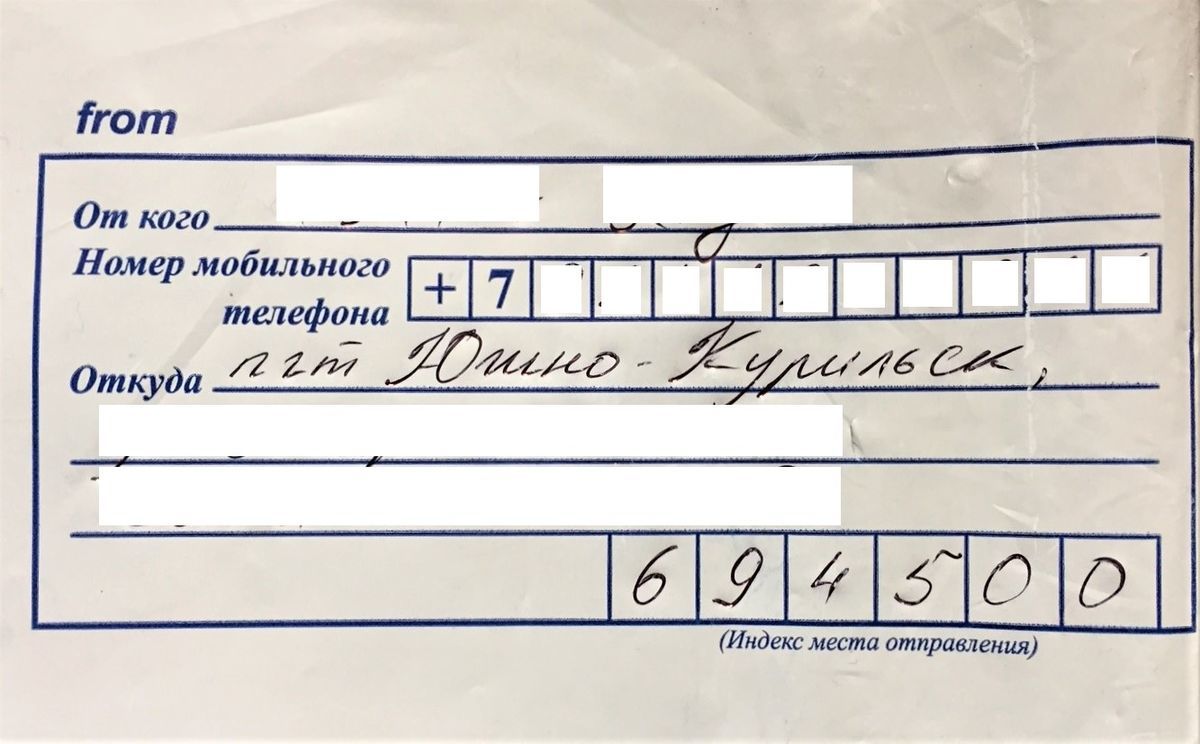 from
От кого
Номер мобильного
телефона +7
Откуда пгт Южно-Курильск,
694500
(Индекс места отправления)